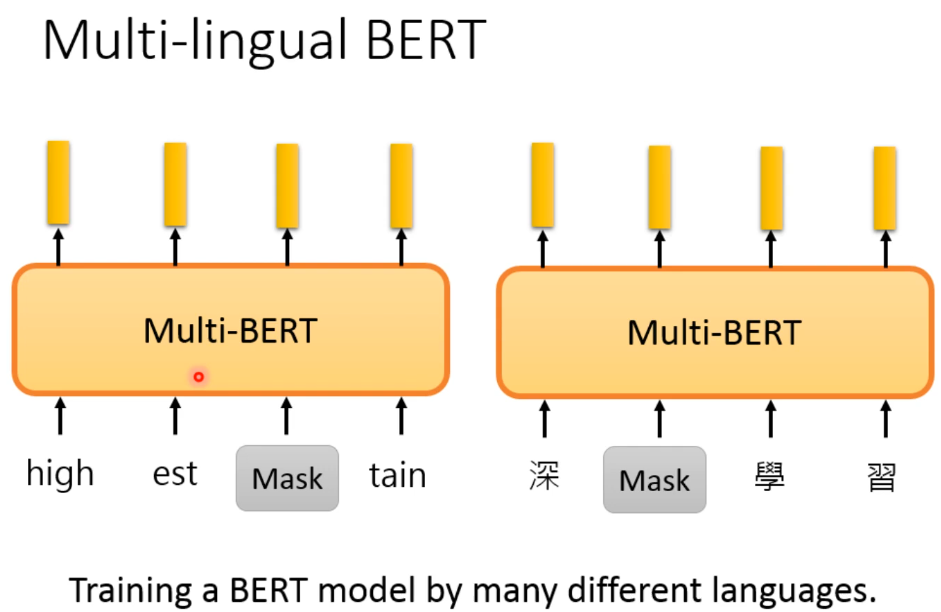 Multi-lingual BERT
Multi-BERT
Multi-BERT
high est Mask tain
深 Mask 學 習
Training a BERT model by many different languages.